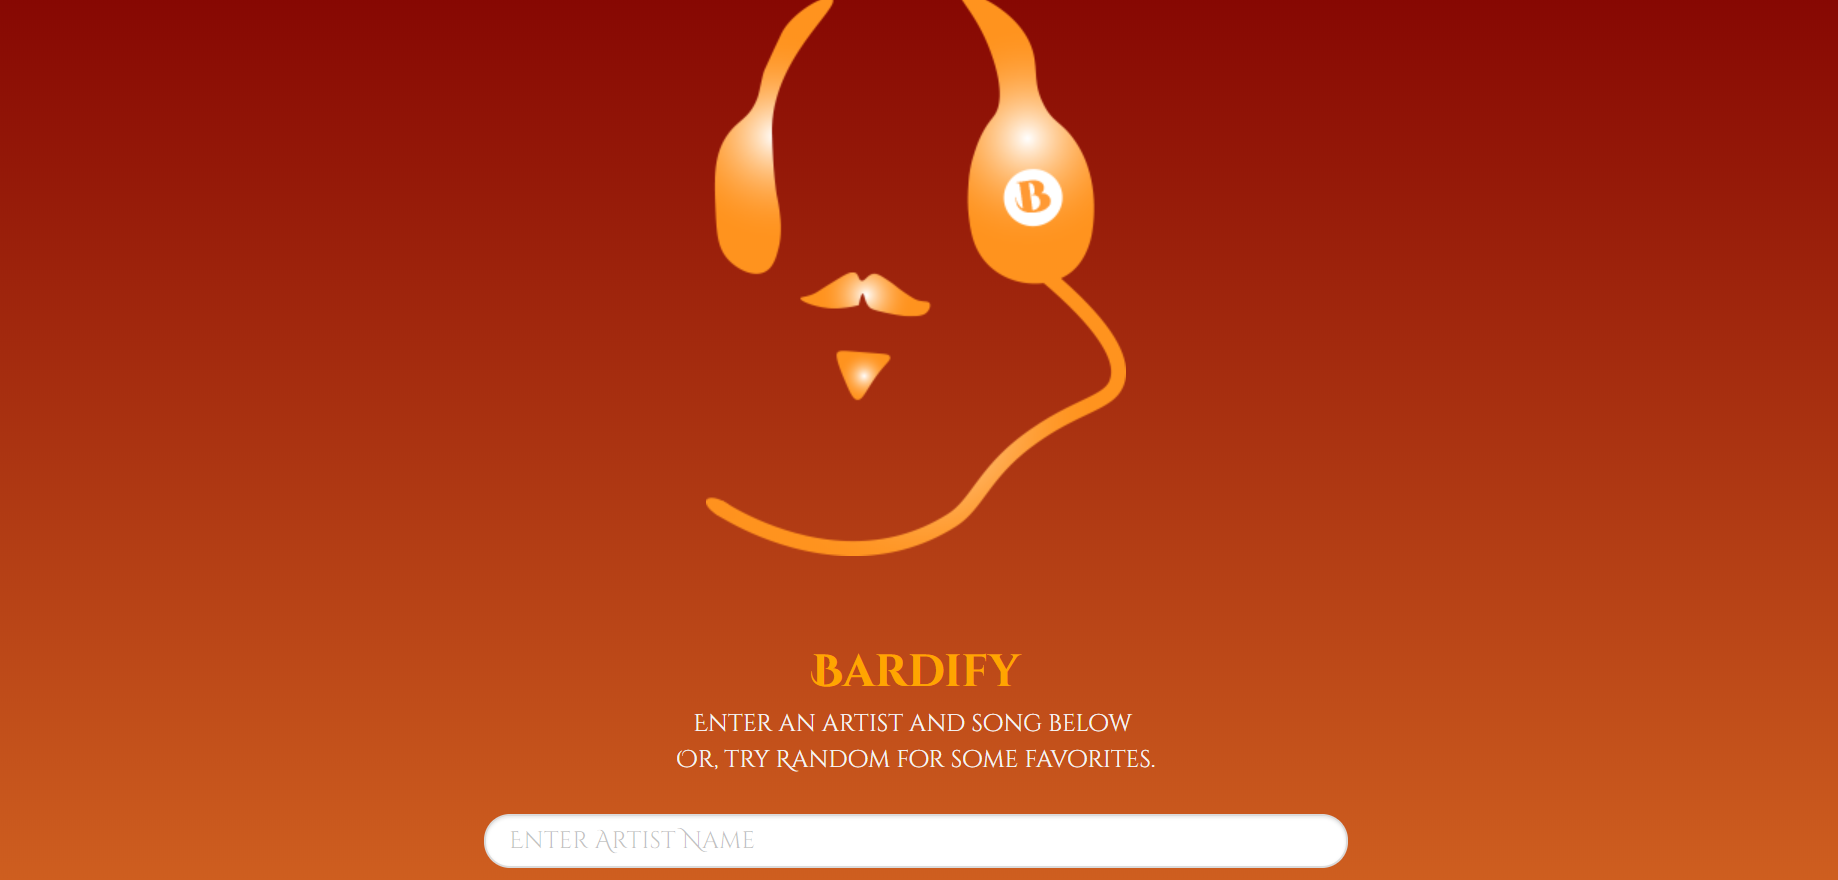 B
Bardify
Enter an artist and song below
Or, try Random for some favorites.
Enter Artist Name